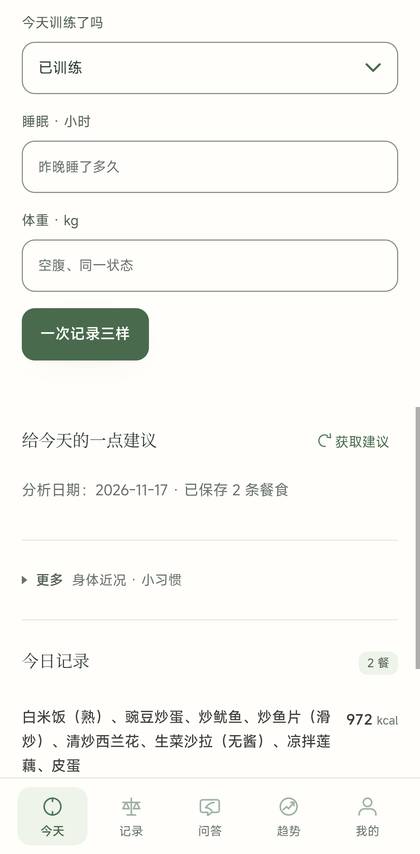 今天训练了吗
已训练
睡眠 · 小时
昨晚睡了多久
体重 · kg
空腹、同一状态
一次记录三样
给今天的一点建议
获取建议
分析日期：2026-11-17 · 已保存 2 条餐食
更多 身体近况 · 小习惯
今日记录
2 餐
白米饭（熟）、豌豆炒蛋、炒鱿鱼、炒鱼片（滑 972 kcal
炒）、清炒西兰花、生菜沙拉（无酱）、凉拌莲
藕、皮蛋
今天 记录 问答 趋势 我的